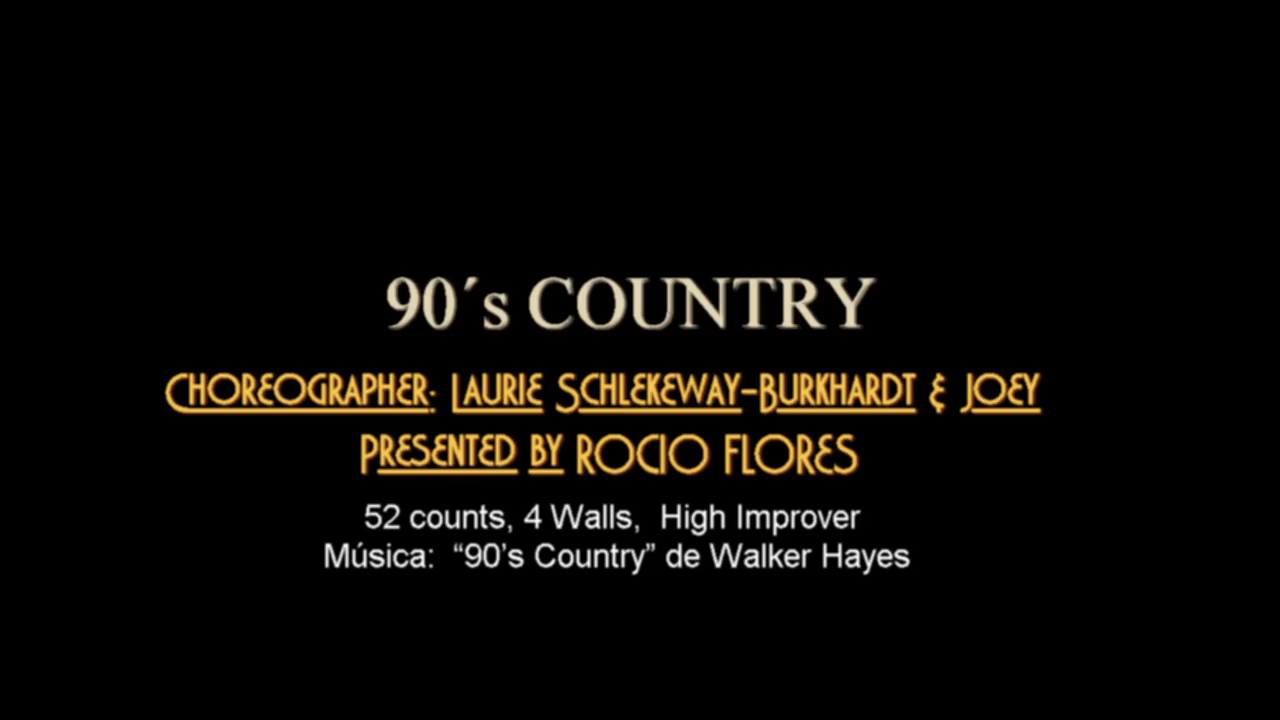 90´s COUNTRY
CHOREOGRAPHER: LAURIE SCHLEKEWAY-BURKHARDT & JOEY
PRESENTED BY ROCIO FLORES
52 counts, 4 Walls,  High Improver
Música:  “90’s Country” de Walker Hayes